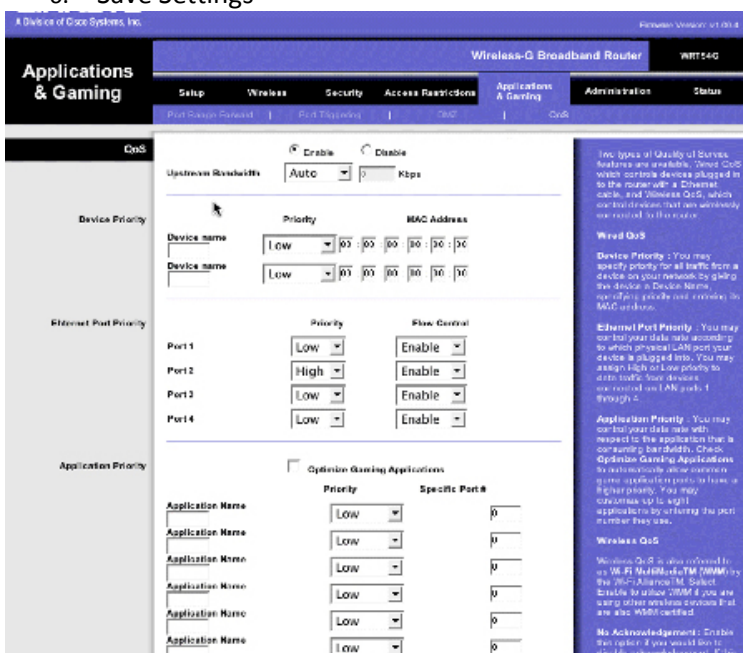 Save Settings
A Division of Cisco Systems, Inc.
Firmware Version: v1.00.4
Wireless-G Broadband Router WRT54G
Applications
& Gaming
Setup Wireless Security Access Restrictions Applications & Gaming Administration Status
Port Range Forward | Port Triggering | DMZ | QoS
QoS
Enable Disable
Upstream Bandwidth Auto 0 Kbps
Device Priority
Priority MAC Address
Device name Low 00 : 00 : 00 : 00 : 00 : 00
Device name Low 00 : 00 : 00 : 00 : 00 : 00
Ethernet Port Priority
Priority Flow Control
Port 1 Low Enable
Port 2 High Enable
Port 3 Low Enable
Port 4 Low Enable
Application Priority
Optimize Gaming Applications
Priority Specific Port #
Application Name Low 0
Application Name Low 0
Application Name Low 0
Application Name Low 0
Application Name Low 0
Application Name Low 0
Two types of Quality of Service
features are available, Wired QoS
which controls devices plugged in
to the router with a Ethernet
cable, and Wireless QoS, which
control devices that are wirelessly
connected to the router.
Wired QoS
Device Priority : You may
specify priority for all traffic from a
device on your network by giving
the device a Device Name,
specifying priority and entering its
MAC address.
Ethernet Port Priority : You may
control your data rate according
to which physical LAN port your
device is plugged into. You may
assign High or Low priority to
data traffic from devices
connected on LAN ports 1
through 4.
Application Priority : You may
control your data rate with
respect to the application that is
consuming bandwidth. Check
Optimize Gaming Applications
to automatically allow common
game application ports to have a
higher priority. You may
customize up to eight
applications by entering the port
number they use.
Wireless QoS
Wireless QoS is also referred to
as Wi-Fi MultiMediaTM (WMM) by
the Wi-Fi AllianceTM. Select
Enable to utilize WMM if you are
using other wireless devices that
are also WMM certified.
No Acknowledgement : Enable
this option if you would like to